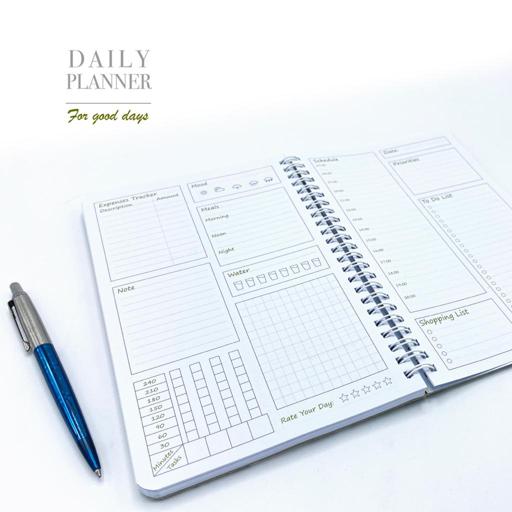 DAILY
PLANNER
For good days
Expenses Tracker
Description
Amount
Mood
Meals
Morning
Noon
Night
Water
Note
240
210
180
150
120
90
60
30
Minutes
Tasks
Rate Your Day:
Schedule
Date:
Priorities
To Do List
Shopping List